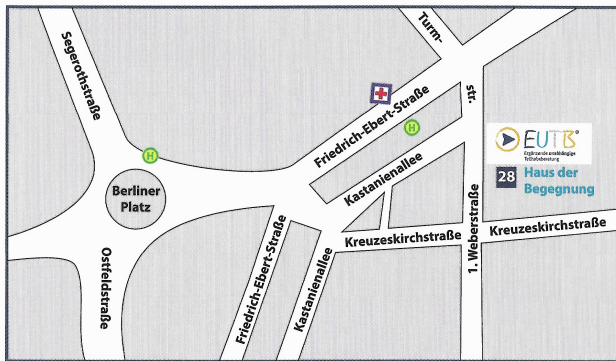 Segerothstraße
Turm-
str.
Friedrich-Ebert-Straße
H
H
EUTB®
Ergänzende unabhängige
Teilhabeberatung
28 Haus der
Begegnung
Kastanienallee
Berliner
Platz
Kreuzeskirchstraße
Kreuzeskirchstraße
1. Weberstraße
Ostfeldstraße
Friedrich-Ebert-Straße
Kastanienallee